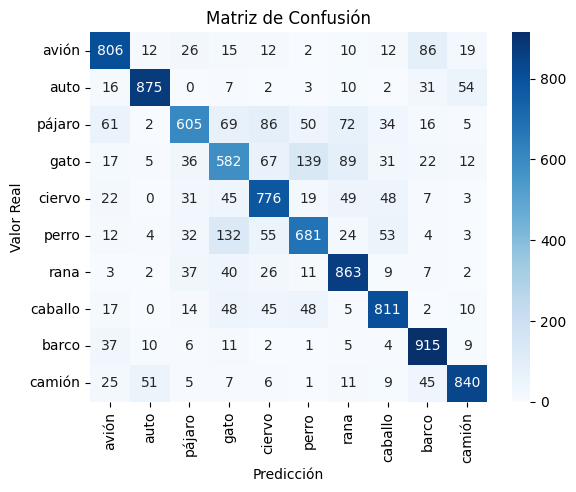 Matriz de Confusión
avión 806 12 26 15 12 2 10 12 86 19
auto 16 875 0 7 2 3 10 2 31 54
pájaro 61 2 605 69 86 50 72 34 16 5
gato 17 5 36 582 67 139 89 31 22 12
ciervo 22 0 31 45 776 19 49 48 7 3
perro 12 4 32 132 55 681 24 53 4 3
rana 3 2 37 40 26 11 863 9 7 2
caballo 17 0 14 48 45 48 5 811 2 10
barco 37 10 6 11 2 1 5 4 915 9
camión 25 51 5 7 6 1 11 9 45 840
avión auto pájaro gato ciervo perro rana caballo barco camión
Predicción
Valor Real
800
600
400
200
0